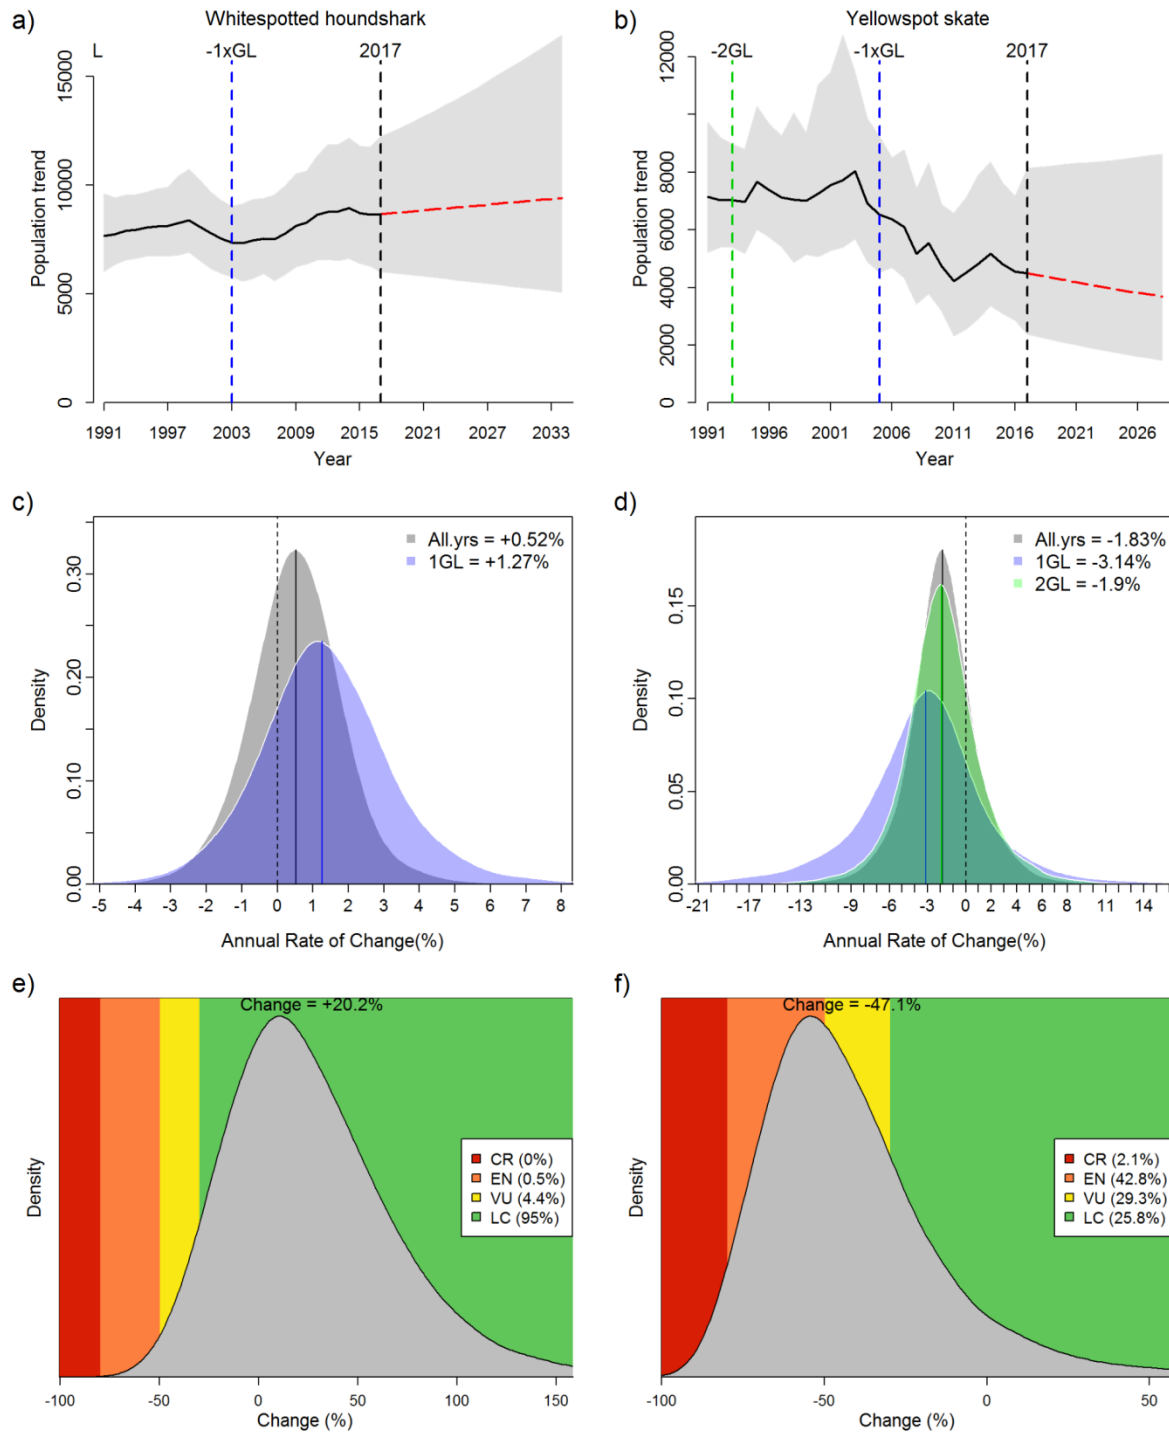 a)
Whitespotted houndshark
L
-1xGL
2017
Population trend
0
5000
10000
15000
1991 1997 2003 2009 2015 2021 2027 2033
Year
b)
Yellowspot skate
-2GL
-1xGL
2017
Population trend
0
2000
4000
6000
8000
12000
1991 1996 2001 2006 2011 2016 2021 2026
Year
c)
All.yrs = +0.52%
1GL = +1.27%
Density
0.00
0.10
0.20
0.30
-5 -4 -3 -2 -1 0 1 2 3 4 5 6 7 8
Annual Rate of Change(%)
d)
All.yrs = -1.83%
1GL = -3.14%
2GL = -1.9%
Density
0.00
0.05
0.10
0.15
-21 -17 -13 -9 -6 -3 0 2 4 6 8 11 14
Annual Rate of Change(%)
e)
Change = +20.2%
CR (0%)
EN (0.5%)
VU (4.4%)
LC (95%)
Density
-100 -50 0 50 100 150
Change (%)
f)
Change = -47.1%
CR (2.1%)
EN (42.8%)
VU (29.3%)
LC (25.8%)
Density
-100 -50 0
Change (%)